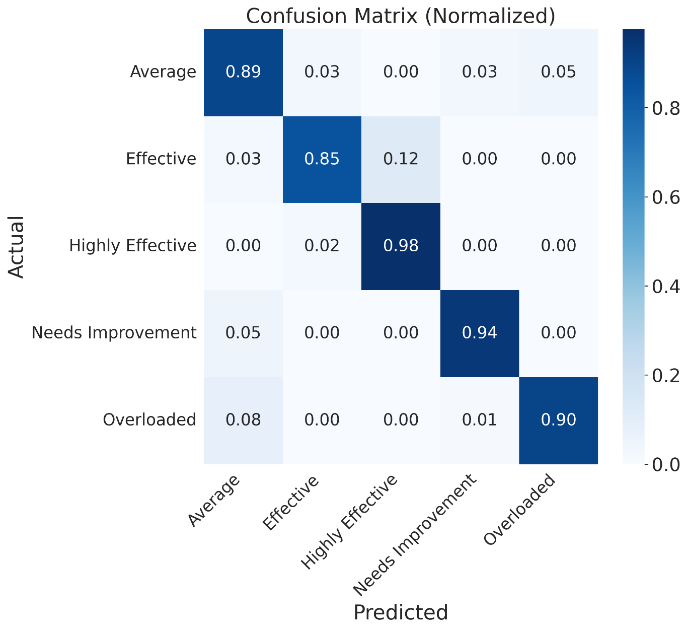 Confusion Matrix (Normalized)
Actual
Average 0.89 0.03 0.00 0.03 0.05
Effective 0.03 0.85 0.12 0.00 0.00
Highly Effective 0.00 0.02 0.98 0.00 0.00
Needs Improvement 0.05 0.00 0.00 0.94 0.00
Overloaded 0.08 0.00 0.00 0.01 0.90
Average
Effective
Highly Effective
Needs Improvement
Overloaded
Predicted
0.8
0.6
0.4
0.2
0.0